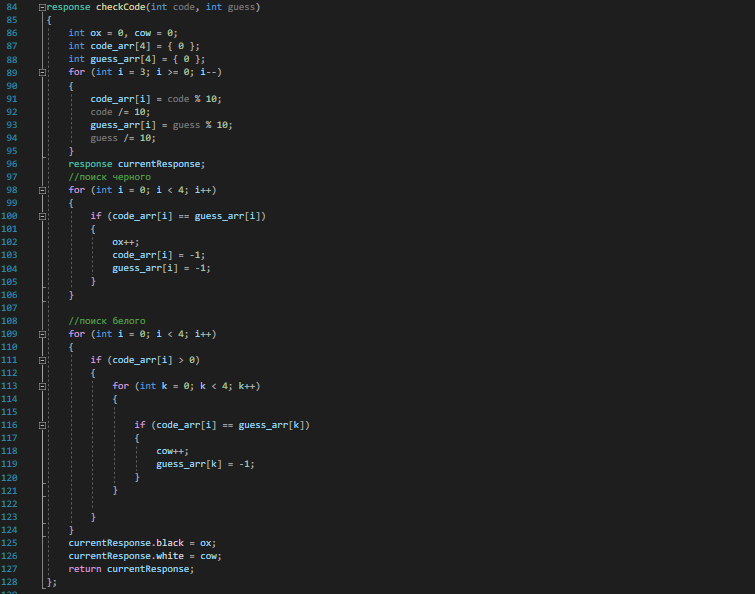 84 response checkCode(int code, int guess)
85 {
86 int ox = 0, cow = 0;
87 int code_arr[4] = { 0 };
88 int guess_arr[4] = { 0 };
89 for (int i = 3; i >= 0; i--)
90 {
91 code_arr[i] = code % 10;
92 code /= 10;
93 guess_arr[i] = guess % 10;
94 guess /= 10;
95 }
96 response currentResponse;
97 //поиск черного
98 for (int i = 0; i < 4; i++)
99 {
100 if (code_arr[i] == guess_arr[i])
101 {
102 ox++;
103 code_arr[i] = -1;
104 guess_arr[i] = -1;
105 }
106 }
107
108 //поиск белого
109 for (int i = 0; i < 4; i++)
110 {
111 if (code_arr[i] > 0)
112 {
113 for (int k = 0; k < 4; k++)
114 {
115
116 if (code_arr[i] == guess_arr[k])
117 {
118 cow++;
119 guess_arr[k] = -1;
120 }
121 }
122
123 }
124 }
125 currentResponse.black = ox;
126 currentResponse.white = cow;
127 return currentResponse;
128 };